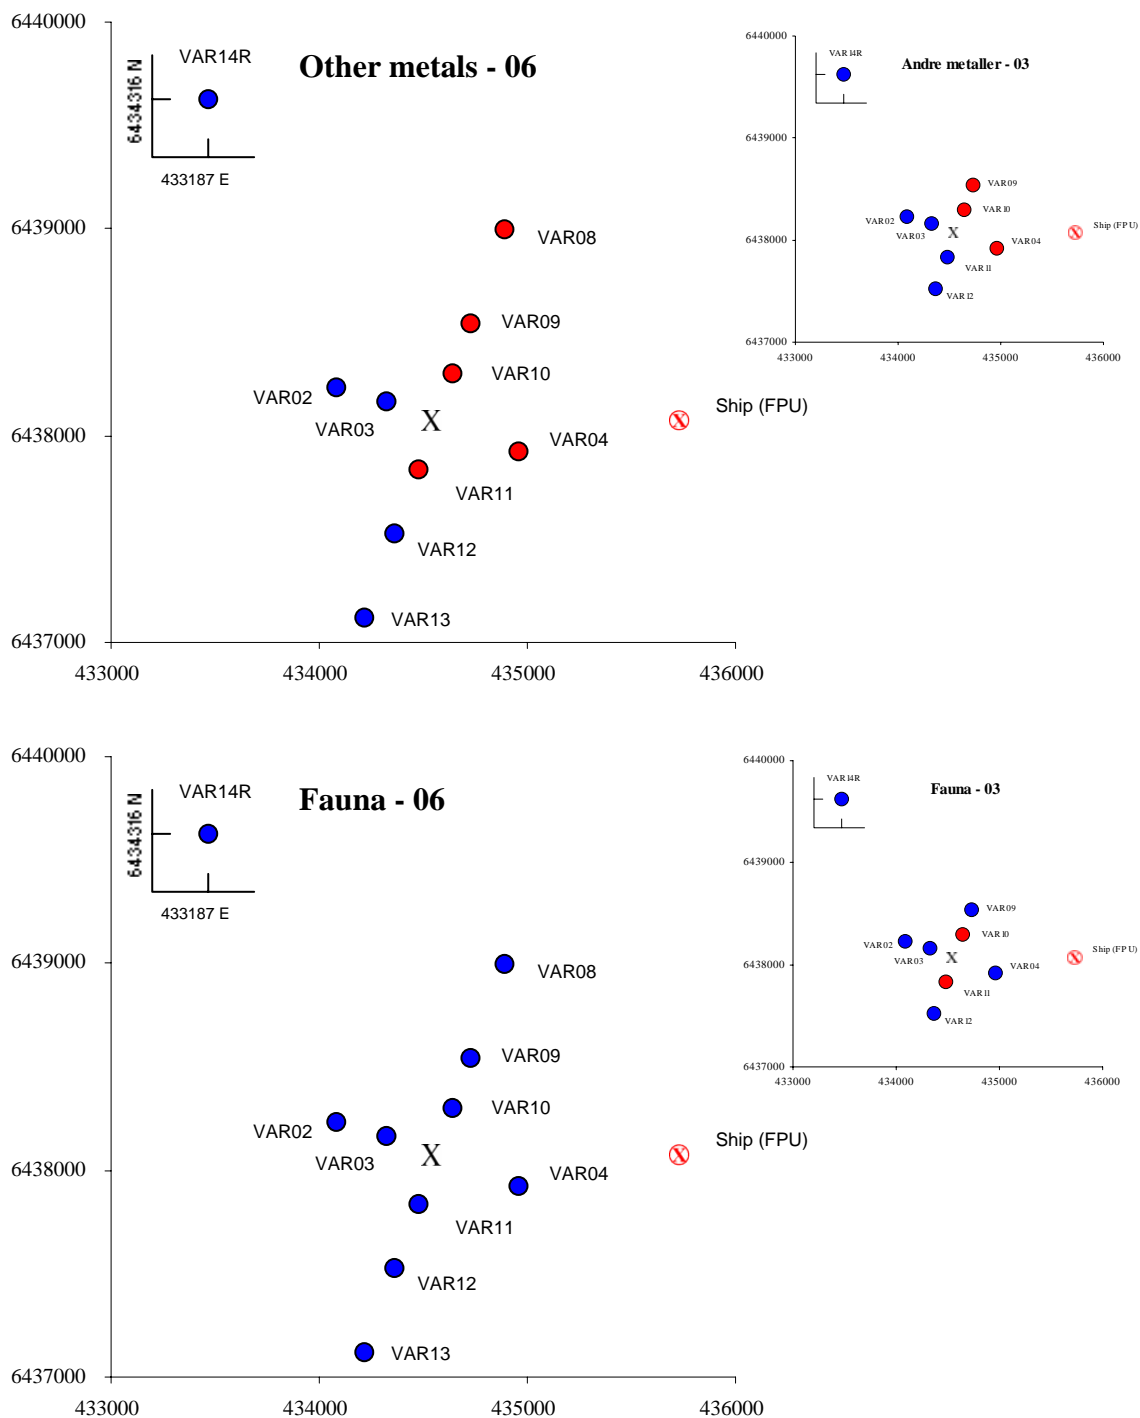 6440000
VAR14R
Other metals - 06
6434316 N
433187 E
6439000
VAR08
VAR09
VAR10
VAR02
VAR03
X
Ship (FPU)
VAR04
6438000
VAR11
VAR12
VAR13
6437000
433000 434000 435000 436000
6440000
VAR14R
Andre metaller - 03
6439000
VAR09
VAR10
VAR02
VAR03
X
Ship (FPU)
VAR04
6438000
VAR11
VAR12
6437000
433000 434000 435000 436000
6440000
VAR14R
Fauna - 06
6434316 N
433187 E
6439000
VAR08
VAR09
VAR10
VAR02
VAR03
X
Ship (FPU)
VAR04
6438000
VAR11
VAR12
VAR13
6437000
433000 434000 435000 436000
6440000
VAR14R
Fauna - 03
6439000
VAR09
VAR10
VAR02
VAR03
X
Ship (FPU)
VAR04
6438000
VAR11
VAR12
6437000
433000 434000 435000 436000